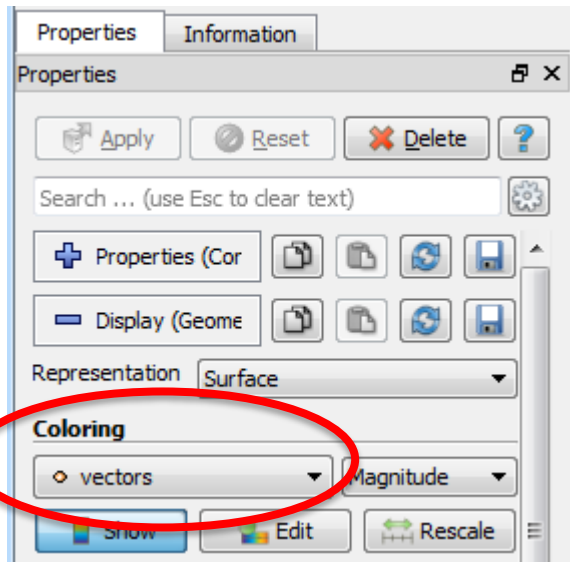 Properties Information
Properties
Apply Reset Delete ?
Search ... (use Esc to clear text)
Properties (Cor
Display (Geome
Representation Surface
Coloring
vectors Magnitude
Show Edit Rescale